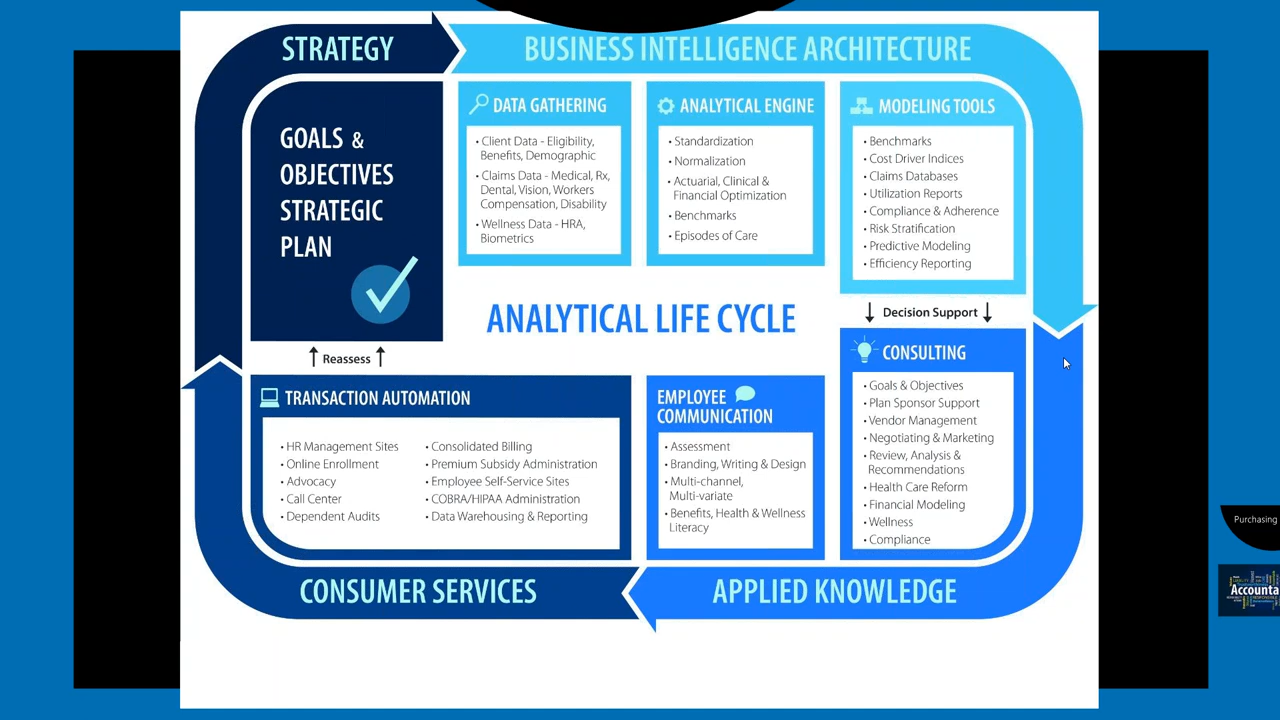 STRATEGY
BUSINESS INTELLIGENCE ARCHITECTURE
GOALS &
OBJECTIVES
STRATEGIC
PLAN
DATA GATHERING
• Client Data - Eligibility,
Benefits, Demographic
• Claims Data - Medical, Rx,
Dental, Vision, Workers
Compensation, Disability
• Wellness Data - HRA,
Biometrics
ANALYTICAL ENGINE
• Standardization
• Normalization
• Actuarial, Clinical &
Financial Optimization
• Benchmarks
• Episodes of Care
MODELING TOOLS
• Benchmarks
• Cost Driver Indices
• Claims Databases
• Utilization Reports
• Compliance & Adherence
• Risk Stratification
• Predictive Modeling
• Efficiency Reporting
ANALYTICAL LIFE CYCLE
Decision Support
CONSULTING
• Goals & Objectives
• Plan Sponsor Support
• Vendor Management
• Negotiating & Marketing
• Review, Analysis &
Recommendations
• Health Care Reform
• Financial Modeling
• Wellness
• Compliance
Reassess
TRANSACTION AUTOMATION
• HR Management Sites
• Online Enrollment
• Advocacy
• Call Center
• Dependent Audits
• Consolidated Billing
• Premium Subsidy Administration
• Employee Self-Service Sites
• COBRA/HIPAA Administration
• Data Warehousing & Reporting
EMPLOYEE
COMMUNICATION
• Assessment
• Branding, Writing & Design
• Multi-channel,
Multi-variate
• Benefits, Health & Wellness
Literacy
CONSUMER SERVICES
APPLIED KNOWLEDGE
Purchasing
Accounta